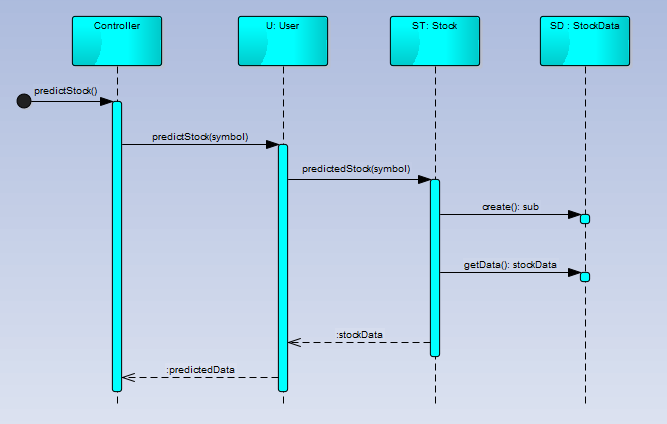 Controller
U: User
ST: Stock
SD : StockData
predictStock()
predictStock(symbol)
predictedStock(symbol)
create(): sub
getData(): stockData
:stockData
:predictedData